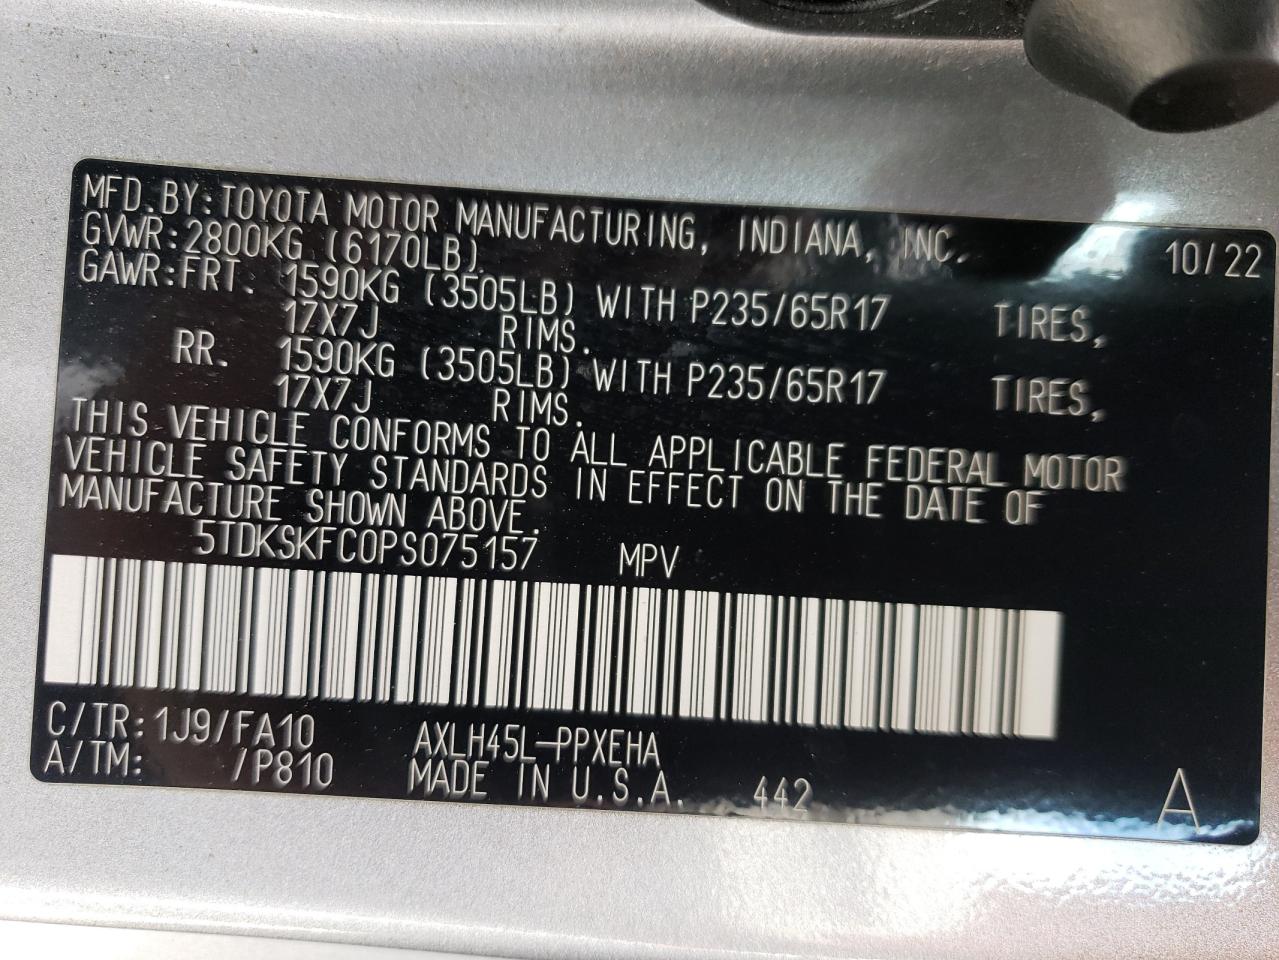 MFD.BY:TOYOTA MOTOR MANUFACTURING, INDIANA, INC. 10/22
GVWR:2800KG (6170LB)
GAWR:FRT. 1590KG (3505LB) WITH P235/65R17 TIRES,
17X7J RIMS.
RR. 1590KG (3505LB) WITH P235/65R17 TIRES,
17X7J RIMS.
THIS VEHICLE CONFORMS TO ALL APPLICABLE FEDERAL MOTOR
VEHICLE SAFETY STANDARDS IN EFFECT ON THE DATE OF
MANUFACTURE SHOWN ABOVE.
5TDKSKFC0PS075157 MPV
C/TR:1J9/FA10 AXLH45L-PPXEHA
A/TM: /P810 MADE IN U.S.A. 442 A